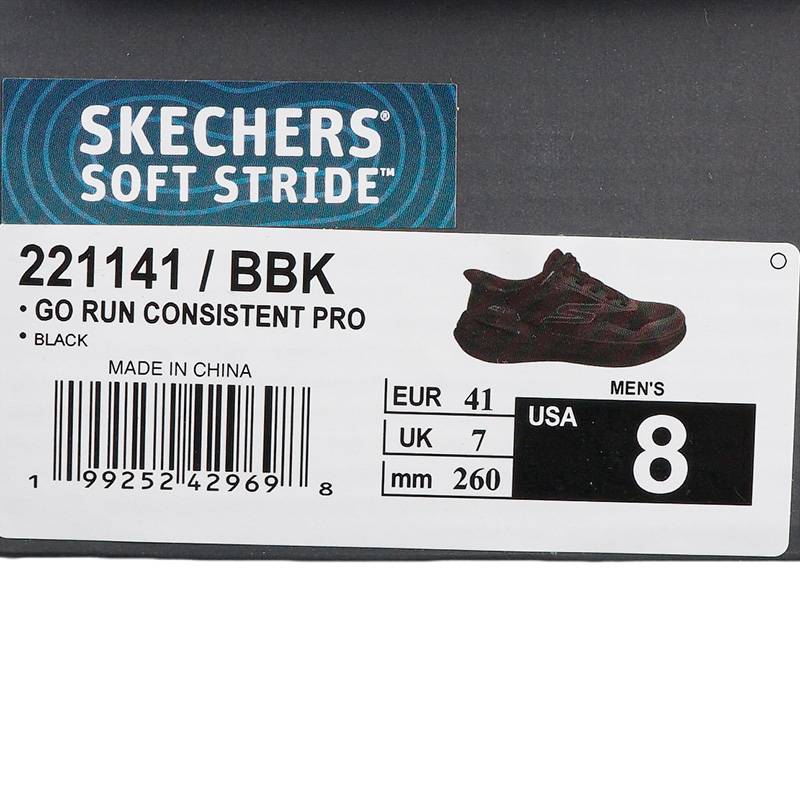 SKECHERS®
SOFT STRIDE™
221141 / BBK
• GO RUN CONSISTENT PRO
• BLACK
MADE IN CHINA
1 99252 42969 8
EUR 41
UK 7
mm 260
MEN'S
USA 8